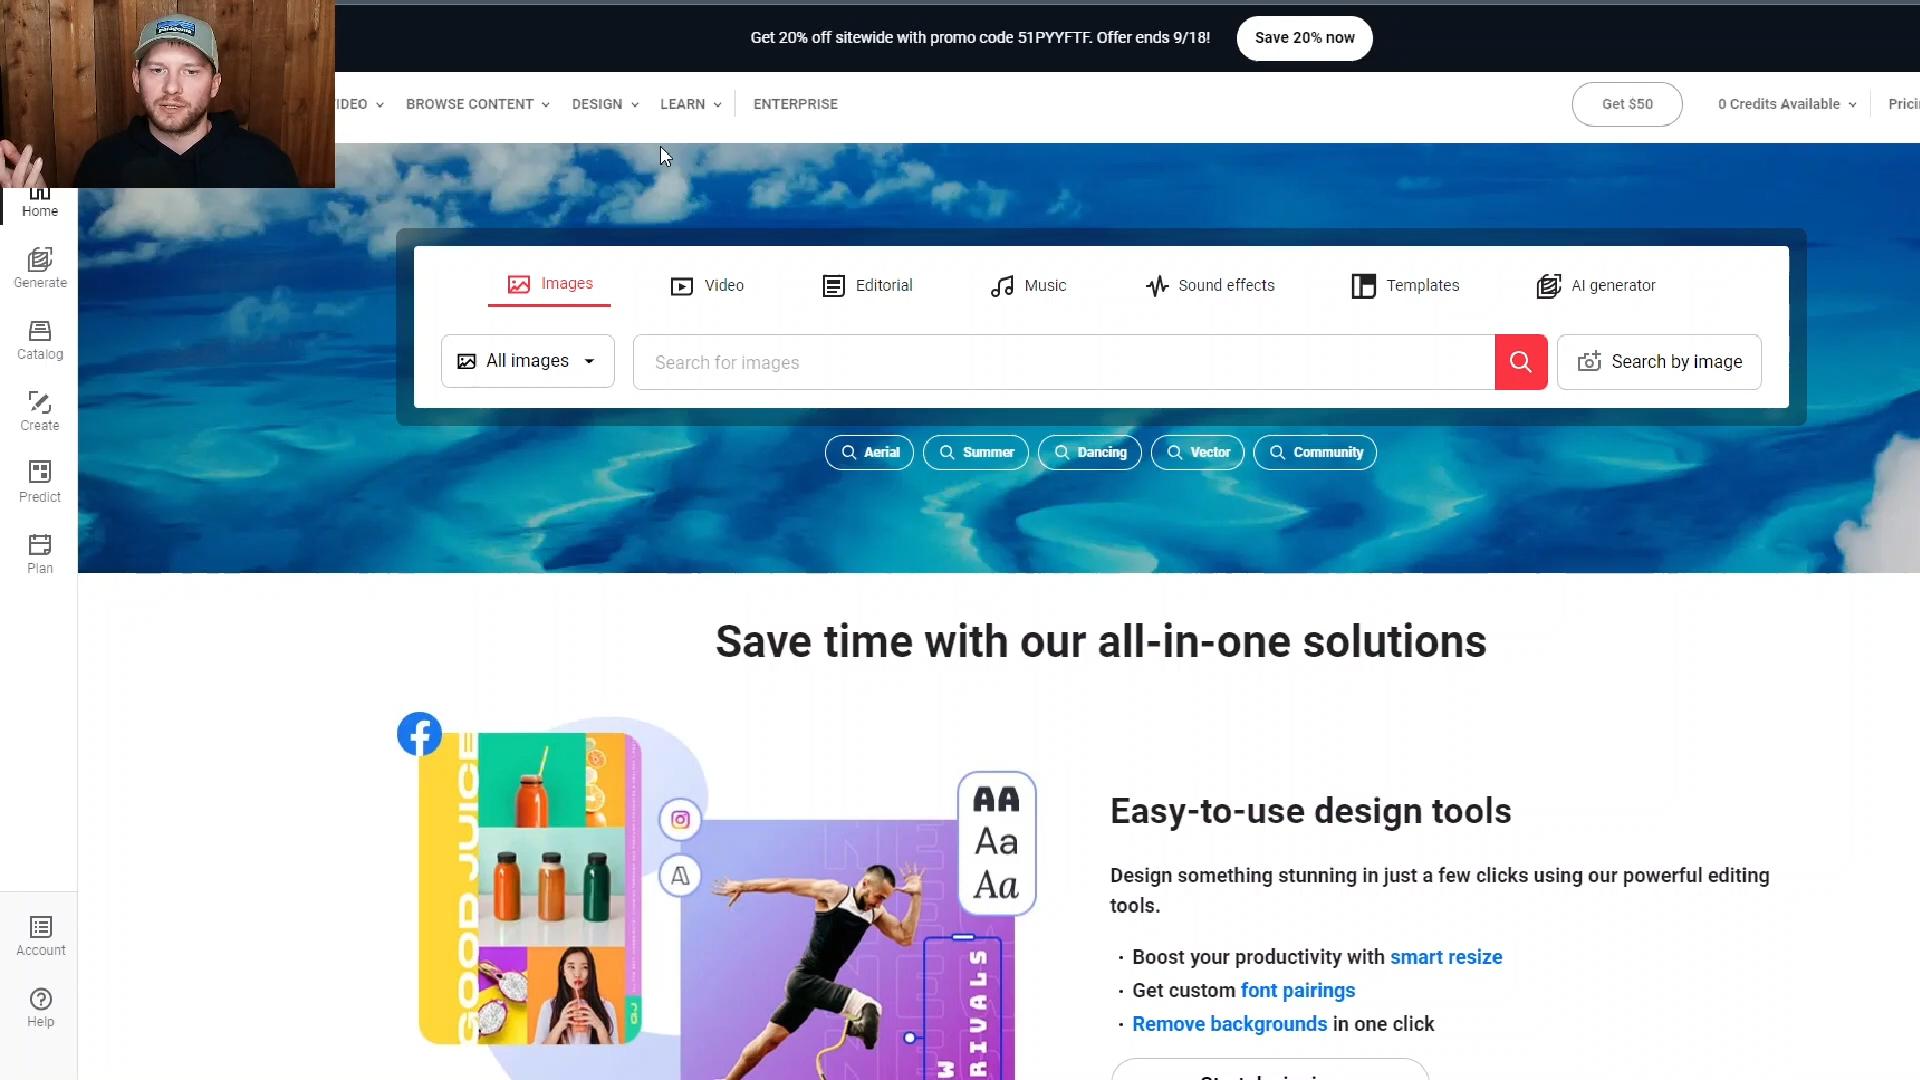 Get 20% off sitewide with promo code 51PYYFTF. Offer ends 9/18!
Save 20% now
patagonia
IDEO
BROWSE CONTENT
DESIGN
LEARN
ENTERPRISE
Get $50
0 Credits Available
Prici
Home
Generate
Catalog
Create
Predict
Plan
Account
Help
Images
Video
Editorial
Music
Sound effects
Templates
AI generator
All images
Search for images
Search by image
Aerial
Summer
Dancing
Vector
Community
Save time with our all-in-one solutions
GOOD JUICE
GJ
AA
Aa
Aa
W
RIVALS
Easy-to-use design tools
Design something stunning in just a few clicks using our powerful editing
tools.
· Boost your productivity with smart resize
· Get custom font pairings
· Remove backgrounds in one click